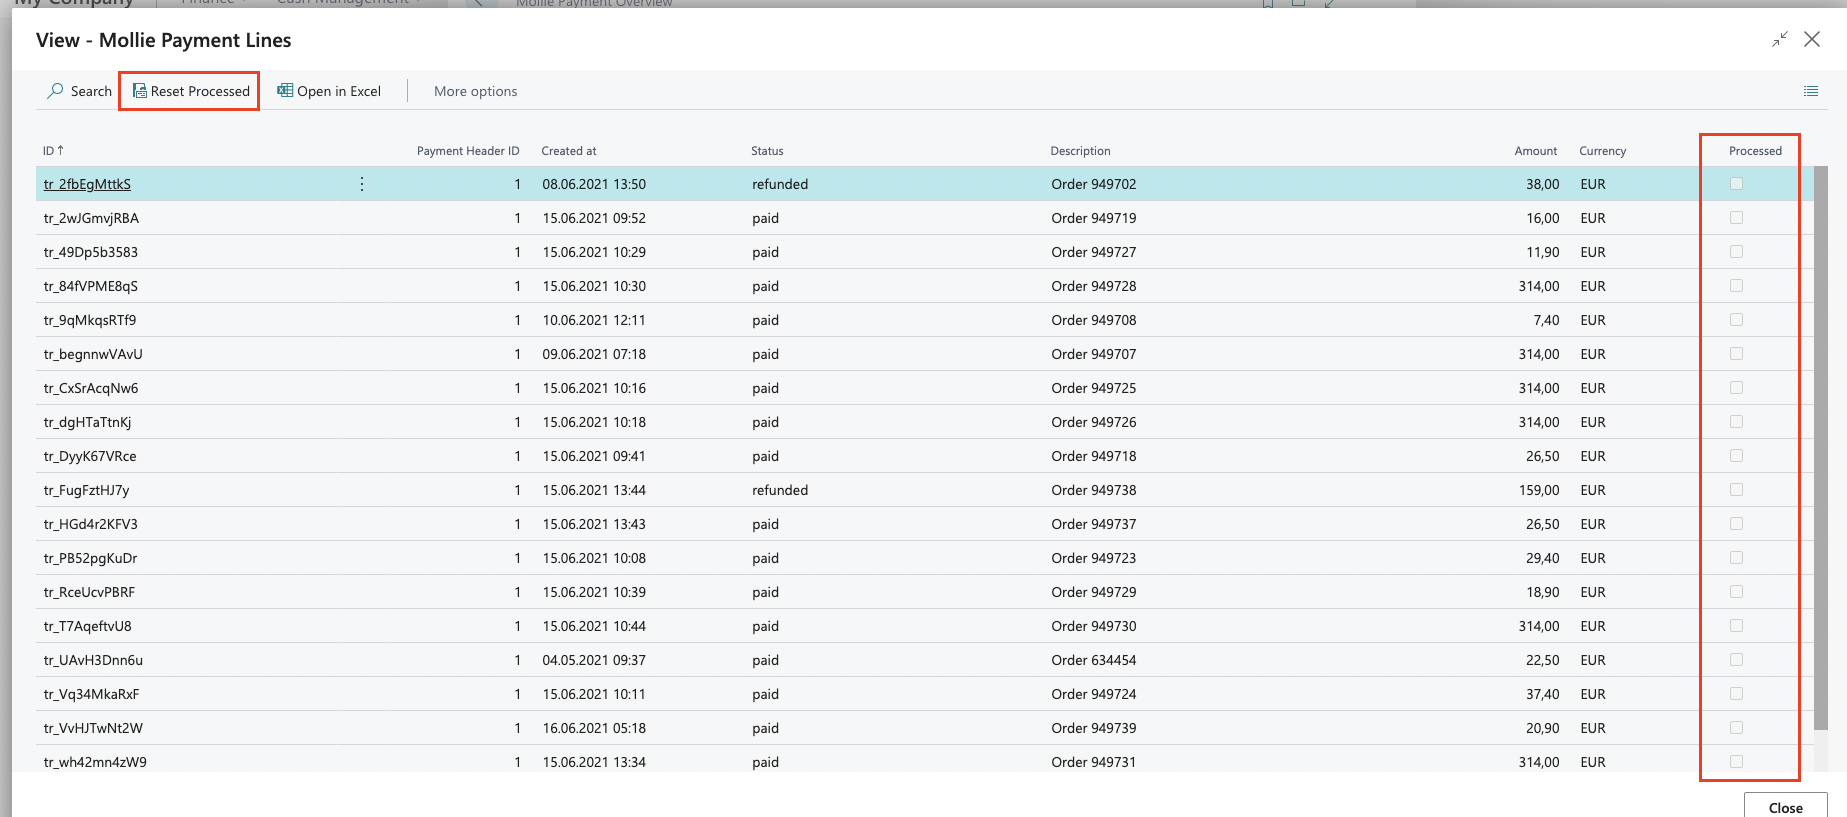 My Company Finance Cash Management Mollie Payment Overview
View - Mollie Payment Lines
Search Reset Processed Open in Excel More options
ID↑ Payment Header ID Created at Status Description Amount Currency Processed
tr_2fbEgMttkS 1 08.06.2021 13:50 refunded Order 949702 38,00 EUR
tr_2wJGmvjRBA 1 15.06.2021 09:52 paid Order 949719 16,00 EUR
tr_49Dp5b3583 1 15.06.2021 10:29 paid Order 949727 11,90 EUR
tr_84fVPME8qS 1 15.06.2021 10:30 paid Order 949728 314,00 EUR
tr_9qMkqsRTf9 1 10.06.2021 12:11 paid Order 949708 7,40 EUR
tr_begnnwVAvU 1 09.06.2021 07:18 paid Order 949707 314,00 EUR
tr_CxSrAcqNw6 1 15.06.2021 10:16 paid Order 949725 314,00 EUR
tr_dgHTaTtnKj 1 15.06.2021 10:18 paid Order 949726 314,00 EUR
tr_DyyK67VRce 1 15.06.2021 09:41 paid Order 949718 26,50 EUR
tr_FugFztHJ7y 1 15.06.2021 13:44 refunded Order 949738 159,00 EUR
tr_HGd4r2KFV3 1 15.06.2021 13:43 paid Order 949737 26,50 EUR
tr_PB52pgKuDr 1 15.06.2021 10:08 paid Order 949723 29,40 EUR
tr_RceUcvPBRF 1 15.06.2021 10:39 paid Order 949729 18,90 EUR
tr_T7AqeftvU8 1 15.06.2021 10:44 paid Order 949730 314,00 EUR
tr_UAvH3Dnn6u 1 04.05.2021 09:37 paid Order 634454 22,50 EUR
tr_Vq34MkaRxF 1 15.06.2021 10:11 paid Order 949724 37,40 EUR
tr_VvHJTwNt2W 1 16.06.2021 05:18 paid Order 949739 20,90 EUR
tr_wh42mn4zW9 1 15.06.2021 13:34 paid Order 949731 314,00 EUR
Close